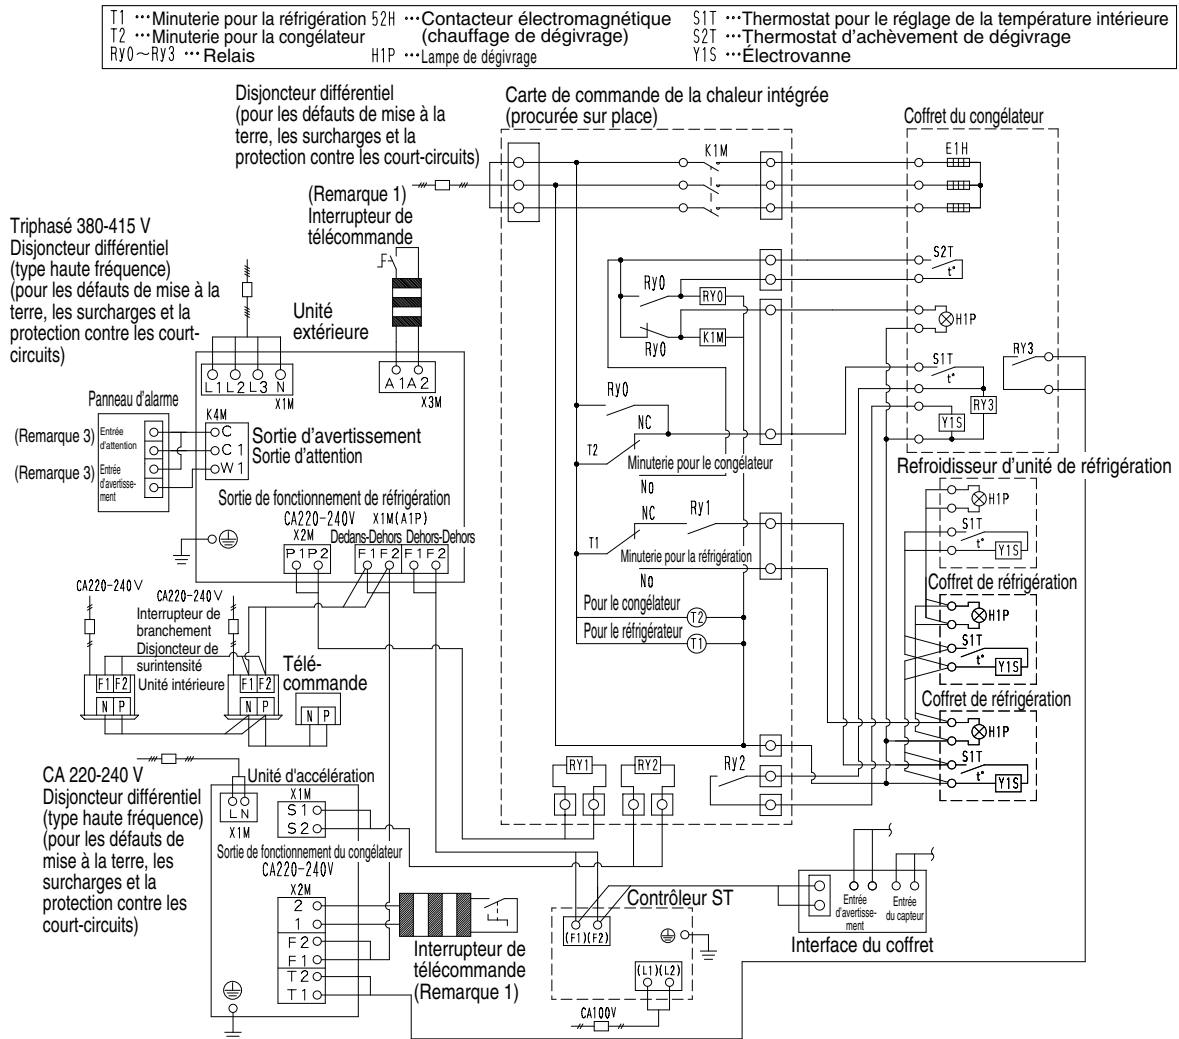 T1 ···Minuterie pour la réfrigération 52H ···Contacteur électromagnétique S1T ···Thermostat pour le réglage de la température intérieure
T2 ···Minuterie pour la congélateur (chauffage de dégivrage) S2T ···Thermostat d'achèvement de dégivrage
Ry0~Ry3 ···Relais H1P ···Lampe de dégivrage Y1S ···Électrovanne
Disjoncteur différentiel
(pour les défauts de mise à la
terre, les surcharges et la
protection contre les court-circuits)
Carte de commande de la chaleur intégrée
(procurée sur place)
Coffret du congélateur
K1M
E1H
(Remarque 1)
Interrupteur de
télécommande
Triphasé 380-415 V
Disjoncteur différentiel
(type haute fréquence)
(pour les défauts de mise à la
terre, les surcharges et la
protection contre les court-
circuits)
Unité
extérieure
S2T
t°
Ry0
RY0
H1P
K1M
Ry0
L1 L2 L3 N
X1M
A1 A2
X3M
S1T
t°
RY3
RY3
Y1S
Panneau d'alarme
(Remarque 3)
Entrée
d'attention
(Remarque 3)
Entrée
d'avertisse-
ment
K4M
C
C1
W1
Sortie d'avertissement
Sortie d'attention
Ry0
NC
T2
Minuterie pour le congélateur
No
Refroidisseur d'unité de réfrigération
H1P
S1T
t°
Y1S
Sortie de fonctionnement de réfrigération
CA220-240V X1M(A1P)
X2M Dedans-Dehors Dehors-Dehors
P1 P2 F1 F2 F1 F2
NC
Ry1
T1
Minuterie pour la réfrigération
No
Pour le congélateur
T2
Pour le réfrigérateur
T1
Coffret de réfrigération
H1P
S1T
t°
Y1S
CA220-240V CA220-240V
Interrupteur de
branchement
Disjoncteur de
surintensité
Unité intérieure
F1 F2
N P
F1 F2
N P
Télé-
commande
N P
Coffret de réfrigération
H1P
S1T
t°
Y1S
RY1
RY2
Ry2
CA 220-240 V
Disjoncteur différentiel
(type haute fréquence)
(pour les défauts de
mise à la terre, les
surcharges et la
protection contre les
court-circuits)
Unité d'accélération
L N
X1M
X1M
S1
S2
Sortie de fonctionnement du congélateur
CA220-240V
X2M
2
1
F2
F1
T2
T1
Interrupteur de
télécommande
(Remarque 1)
Contrôleur ST
(F1)(F2)
(L1)(L2)
CA100V
Entrée
d'avertisse-
ment
Entrée
du capteur
Interface du coffret